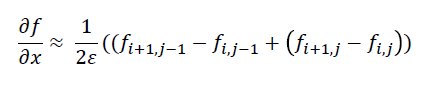 ∂f/∂x ≈ 1/2ε ((f_{i+1,j−1} − f_{i,j−1} + (f_{i+1,j} − f_{i,j}))